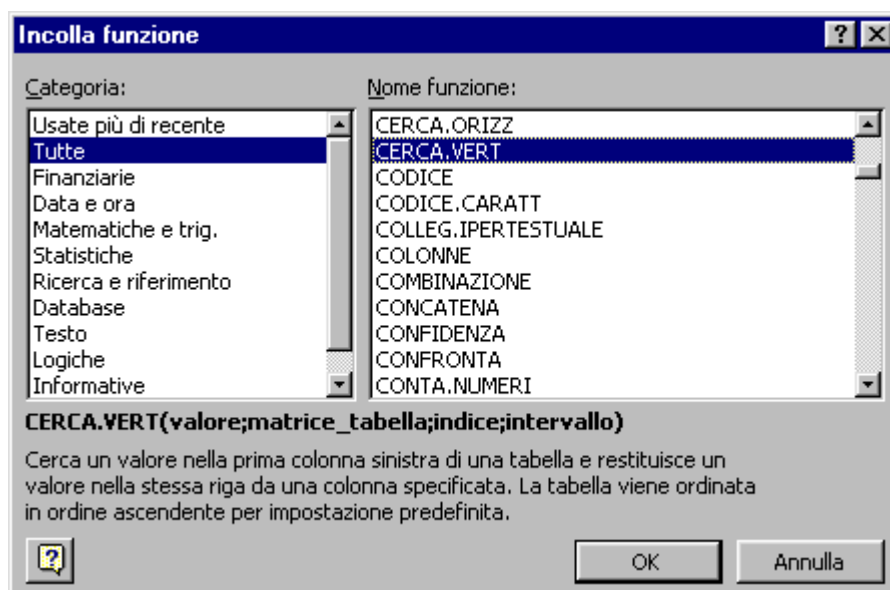 Incolla funzione
Categoria:
Usate più di recente
Tutte
Finanziarie
Data e ora
Matematiche e trig.
Statistiche
Ricerca e riferimento
Database
Testo
Logiche
Informative
Nome funzione:
CERCA.ORIZZ
CERCA.VERT
CODICE
CODICE.CARATT
COLLEG.IPERTESTUALE
COLONNE
COMBINAZIONE
CONCATENA
CONFIDENZA
CONFRONTA
CONTA.NUMERI
CERCA.VERT(valore;matrice_tabella;indice;intervallo)
Cerca un valore nella prima colonna sinistra di una tabella e restituisce un
valore nella stessa riga da una colonna specificata. La tabella viene ordinata
in ordine ascendente per impostazione predefinita.
OK
Annulla